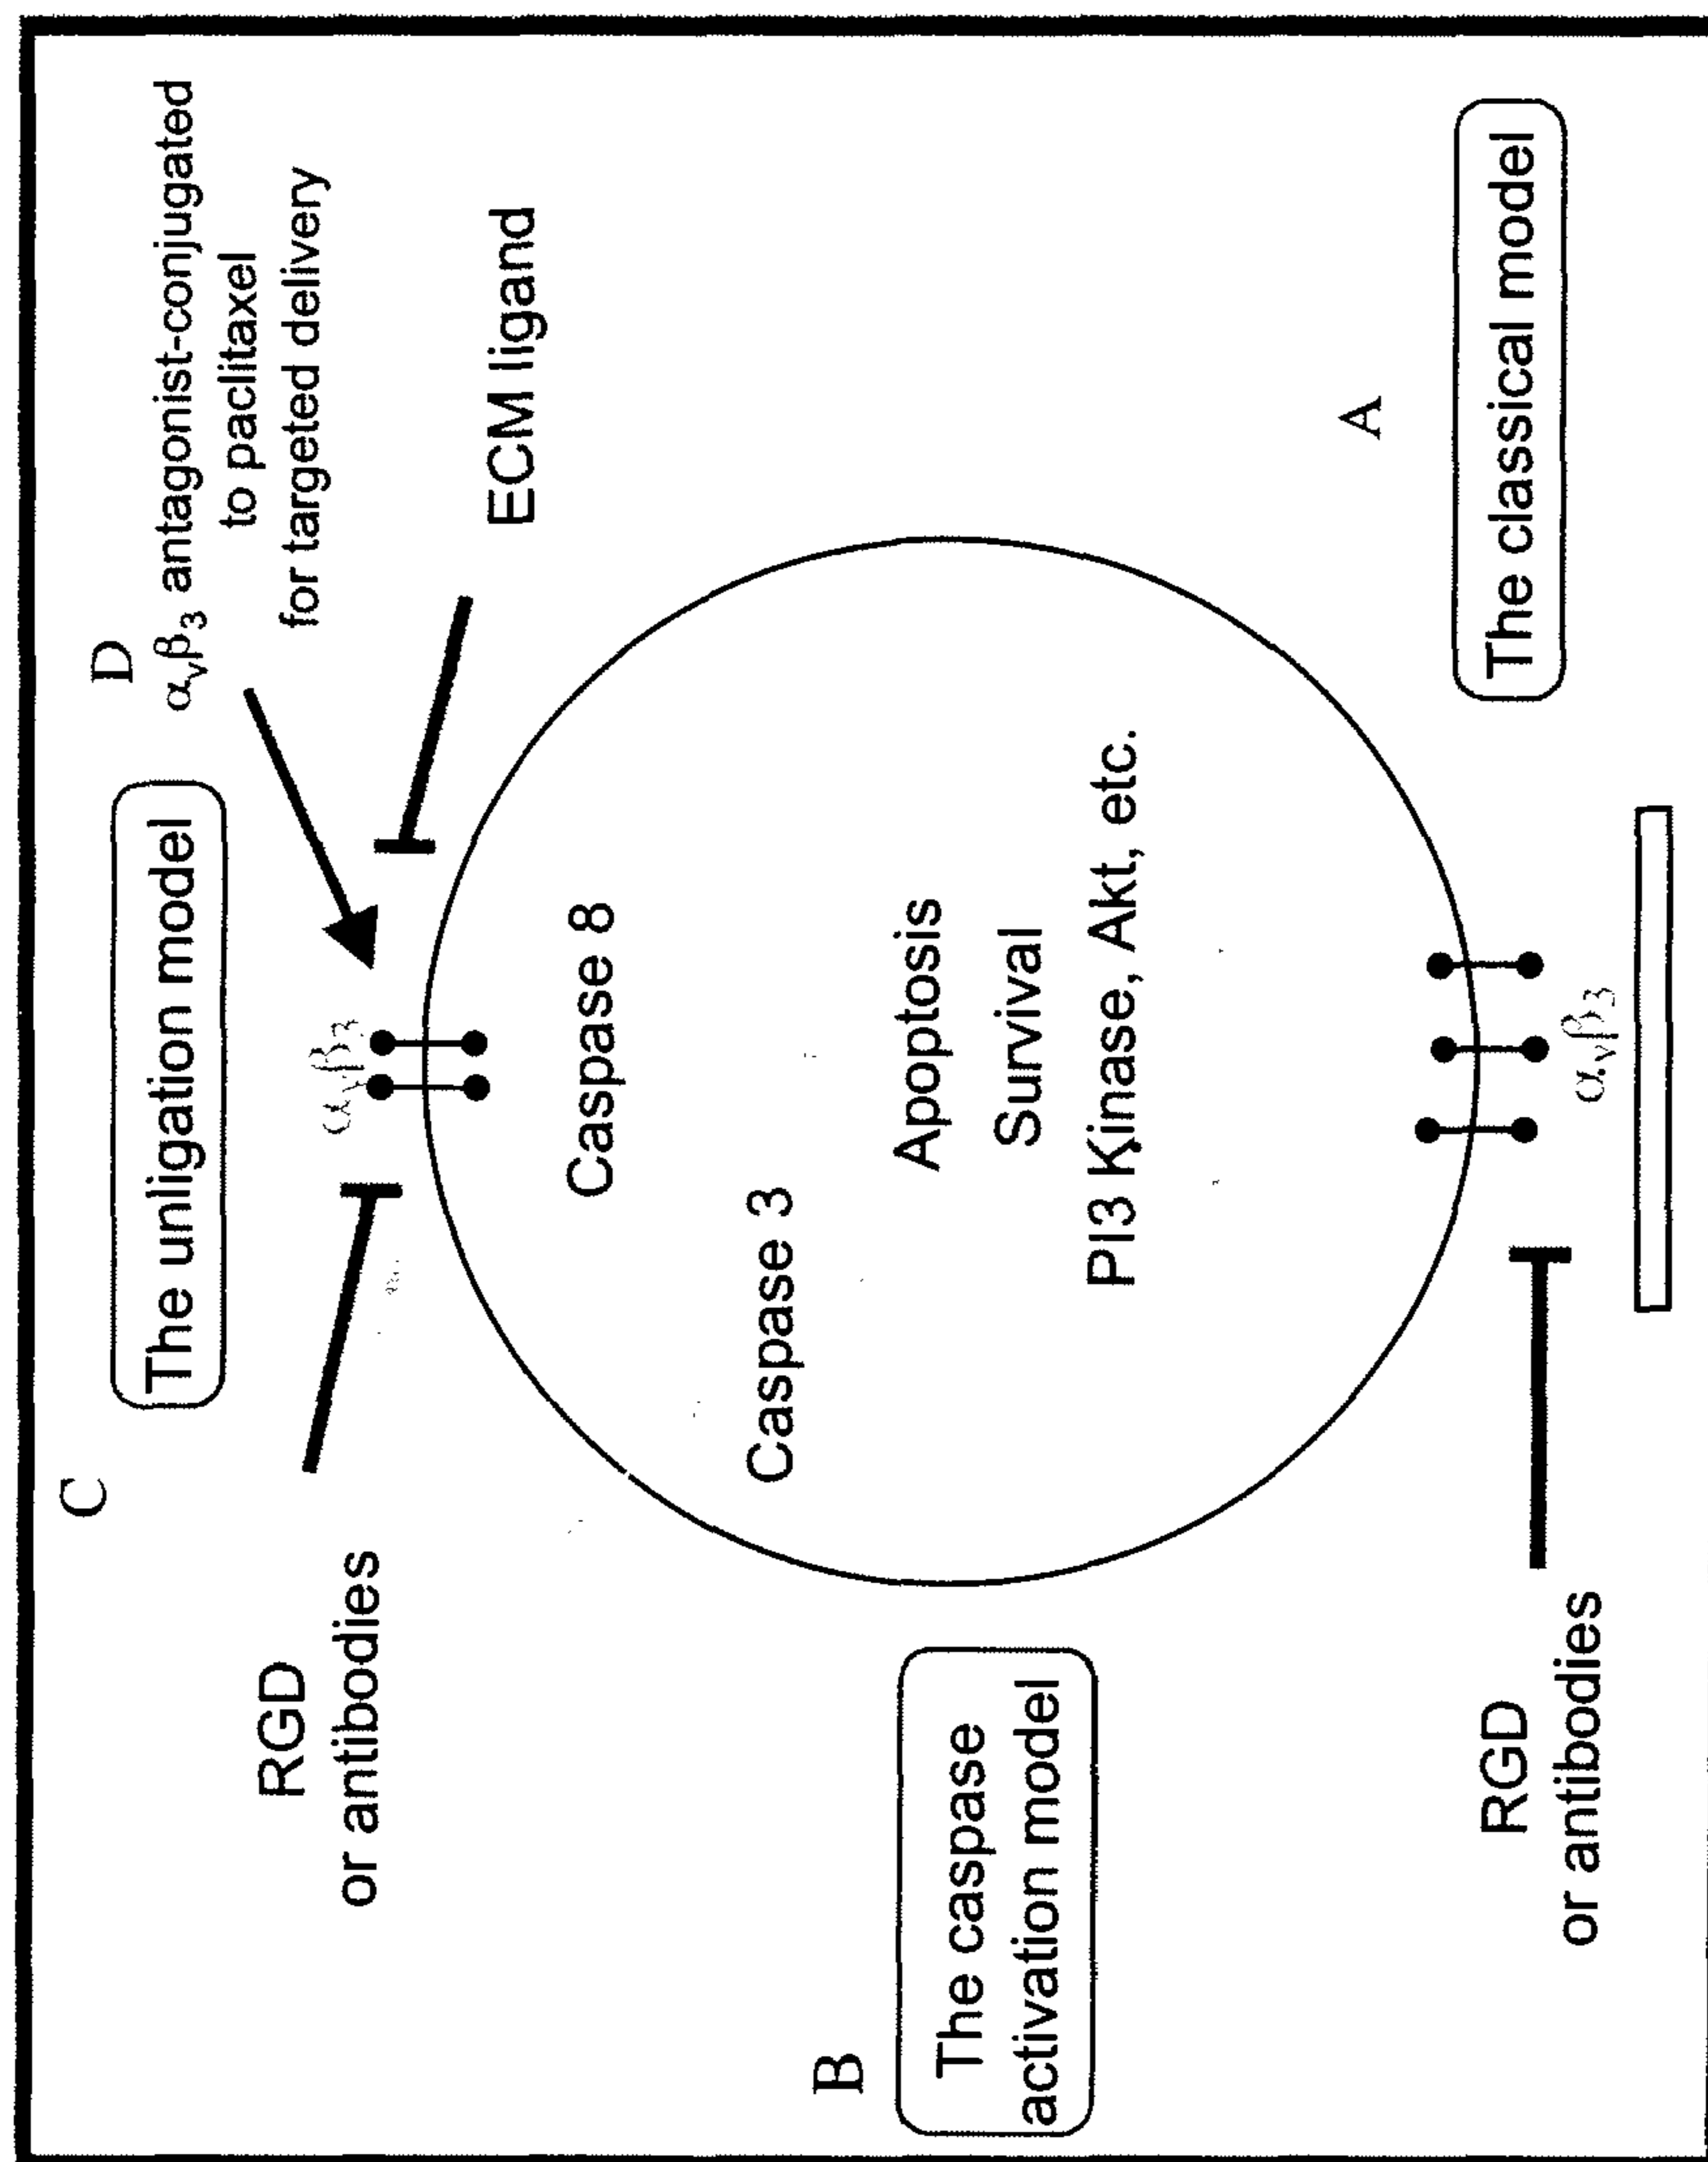 C
The unligation model
D
αvβ3 antagonist-conjugated
to paclitaxel
for targeted delivery
RGD
or antibodies
αvβ3
ECM ligand
Caspase 8
Caspase 3
B
The caspase
activation model
Apoptosis
Survival
PI3 Kinase, Akt, etc.
A
The classical model
RGD
or antibodies
αvβ3